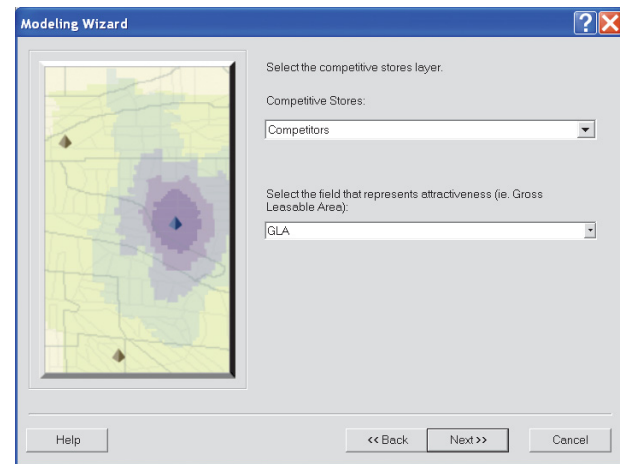 Modeling Wizard
Select the competitive stores layer.
Competitive Stores:
Competitors
Select the field that represents attractiveness (ie. Gross
Leasable Area):
GLA
Help
<< Back
Next >>
Cancel